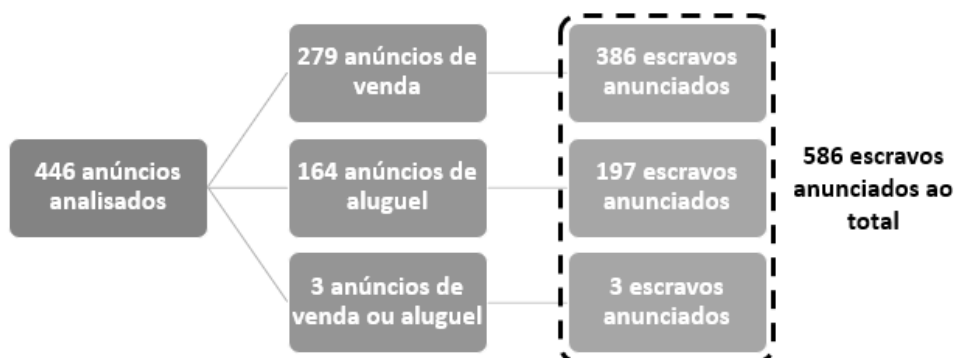 446 anúncios
analisados
279 anúncios de
venda
386 escravos
anunciados
164 anúncios de
aluguel
197 escravos
anunciados
3 anúncios de
venda ou aluguel
3 escravos
anunciados
586 escravos
anunciados ao
total